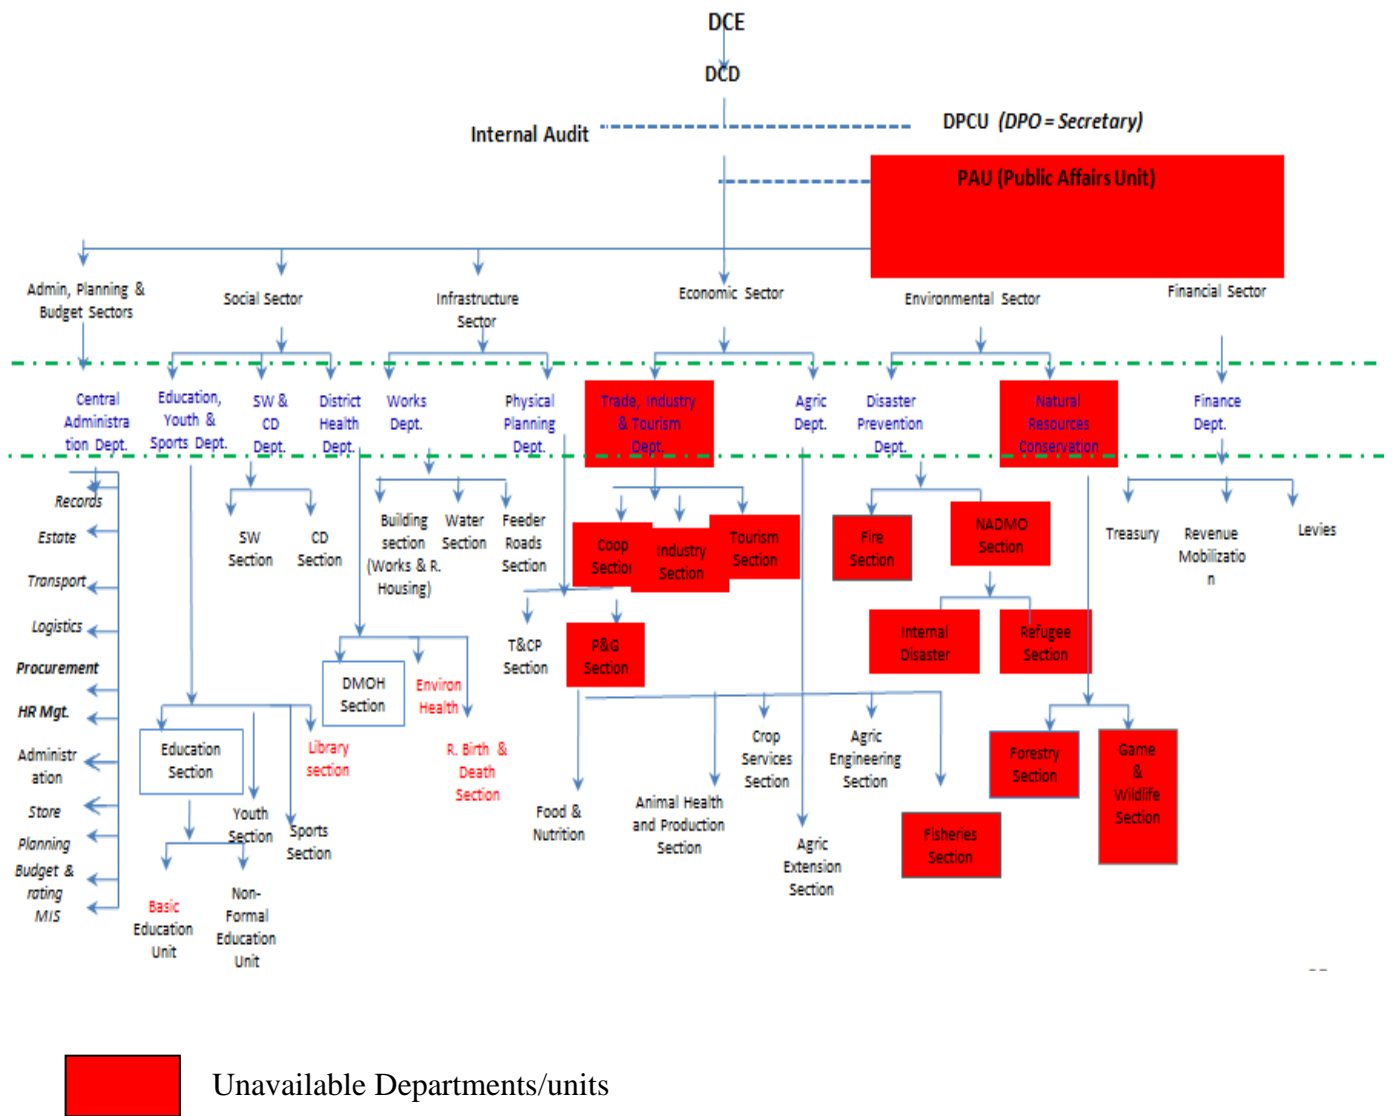 DCE
DCD
Internal Audit
DPCU (DPO = Secretary)
PAU (Public Affairs Unit)
Admin, Planning &
Budget Sectors
Social Sector
Infrastructure
Sector
Economic Sector
Environmental Sector
Financial Sector
Central
Administra
tion Dept.
Education,
Youth &
Sports Dept.
SW &
CD
Dept.
District
Health
Dept.
Works
Dept.
Physical
Planning
Dept.
Trade, Industry
& Tourism
Dept.
Agric
Dept.
Disaster
Prevention
Dept.
Natural
Resources
Conservation
Finance
Dept.
Records
Estate
Transport
Logistics
Procurement
HR Mgt.
Administr
ation
Store
Planning
Budget &
rating
MIS
SW
Section
CD
Section
Building
section
(Works & R.
Housing)
Water
Section
Feeder
Roads
Section
Coop
Section
Industry
Section
Tourism
Section
Fire
Section
NADMO
Section
Treasury
Revenue
Mobilizatio
n
Levies
T&CP
Section
P&G
Section
Internal
Disaster
Refugee
Section
DMOH
Section
Environ
Health
R. Birth &
Death
Section
Education
Section
Youth
Section
Sports
Section
Library
section
Basic
Education
Unit
Non-
Formal
Education
Unit
Food &
Nutrition
Animal Health
and Production
Section
Crop
Services
Section
Agric
Extension
Section
Agric
Engineering
Section
Fisheries
Section
Forestry
Section
Game
&
Wildlife
Section
Unavailable Departments/units